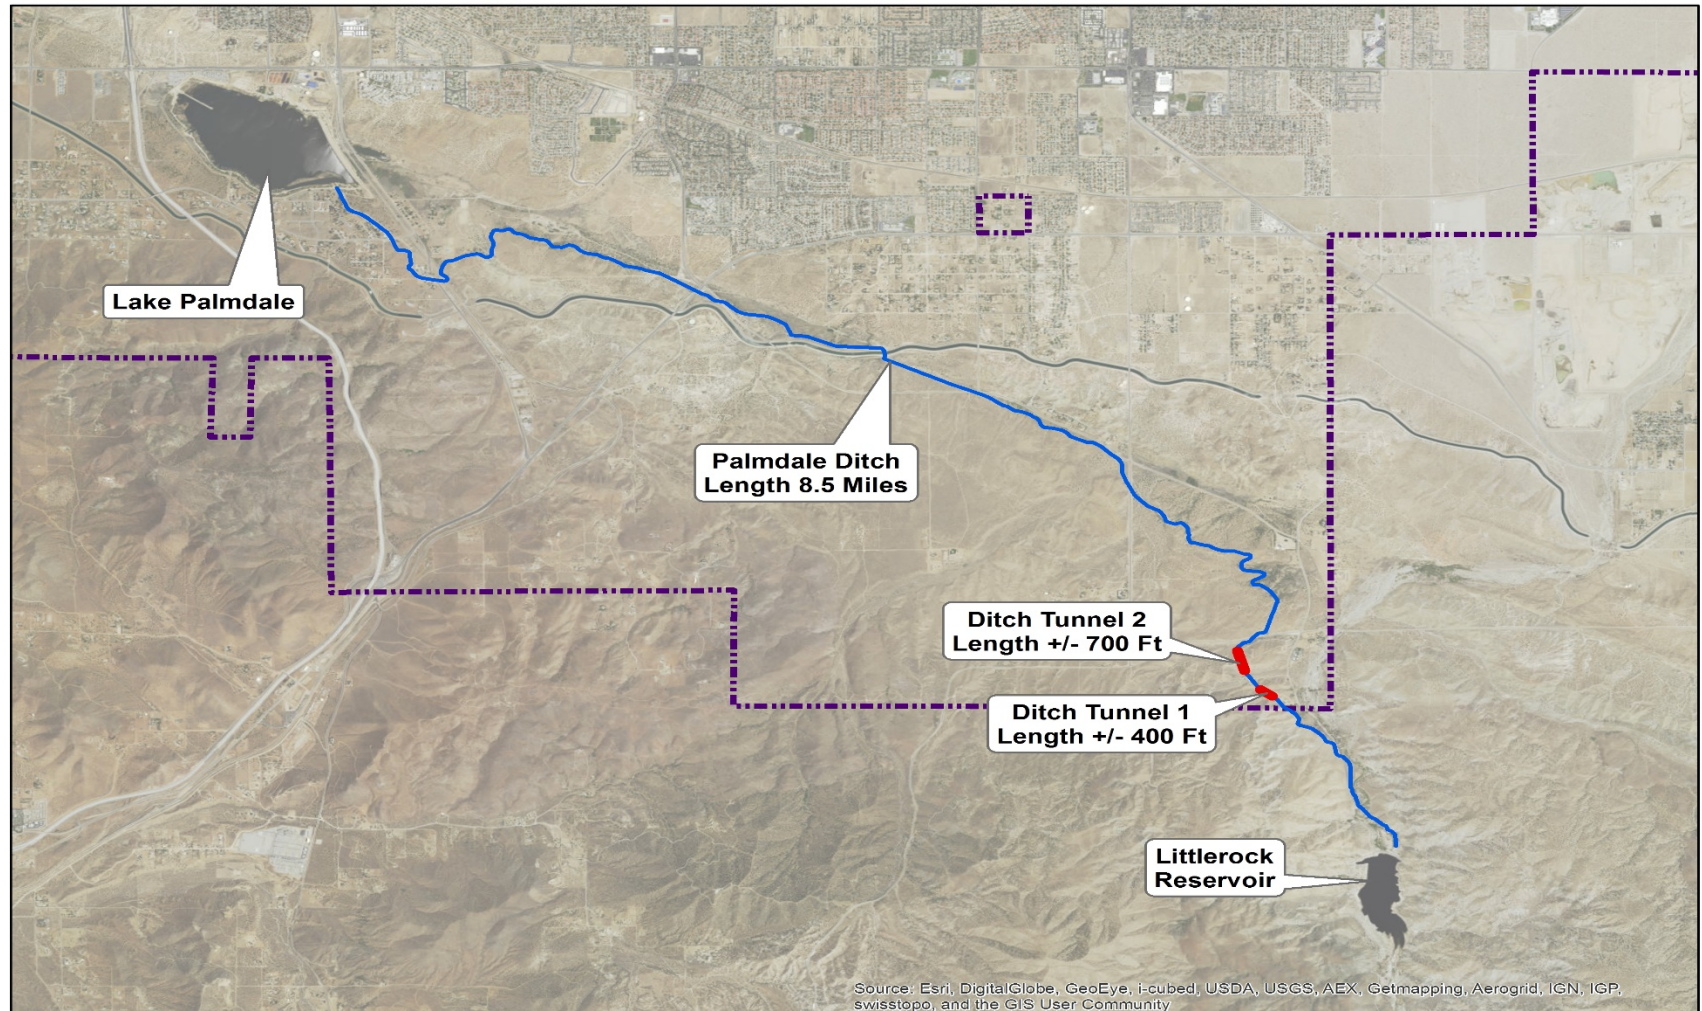 Lake Palmdale
Palmdale Ditch
Length 8.5 Miles
Ditch Tunnel 2
Length +/- 700 Ft
Ditch Tunnel 1
Length +/- 400 Ft
Littlerock
Reservoir
Source: Esri, DigitalGlobe, GeoEye, i-cubed, USDA, USGS, AEX, Getmapping, Aerogrid, IGN, IGP,
swisstopo, and the GIS User Community